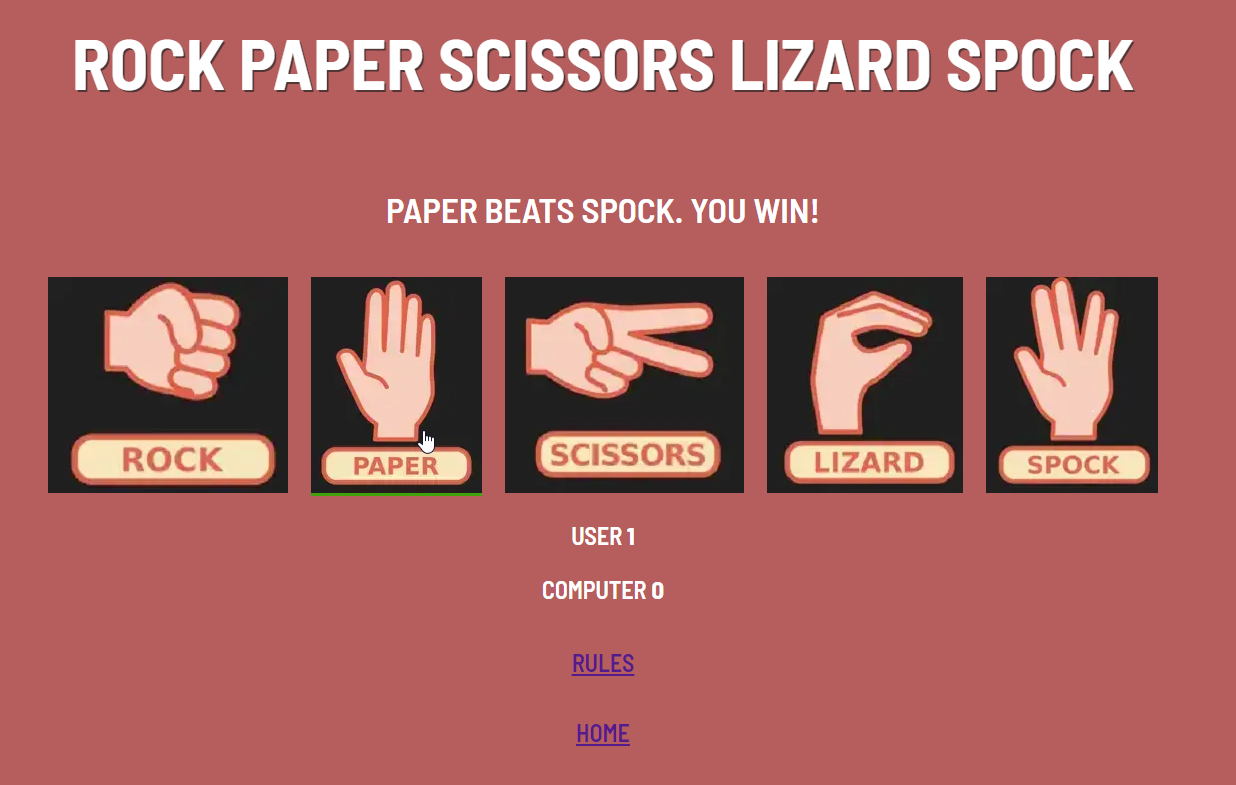 ROCK PAPER SCISSORS LIZARD SPOCK
PAPER BEATS SPOCK. YOU WIN!
ROCK
PAPER
SCISSORS
LIZARD
SPOCK
USER 1
COMPUTER 0
RULES
HOME